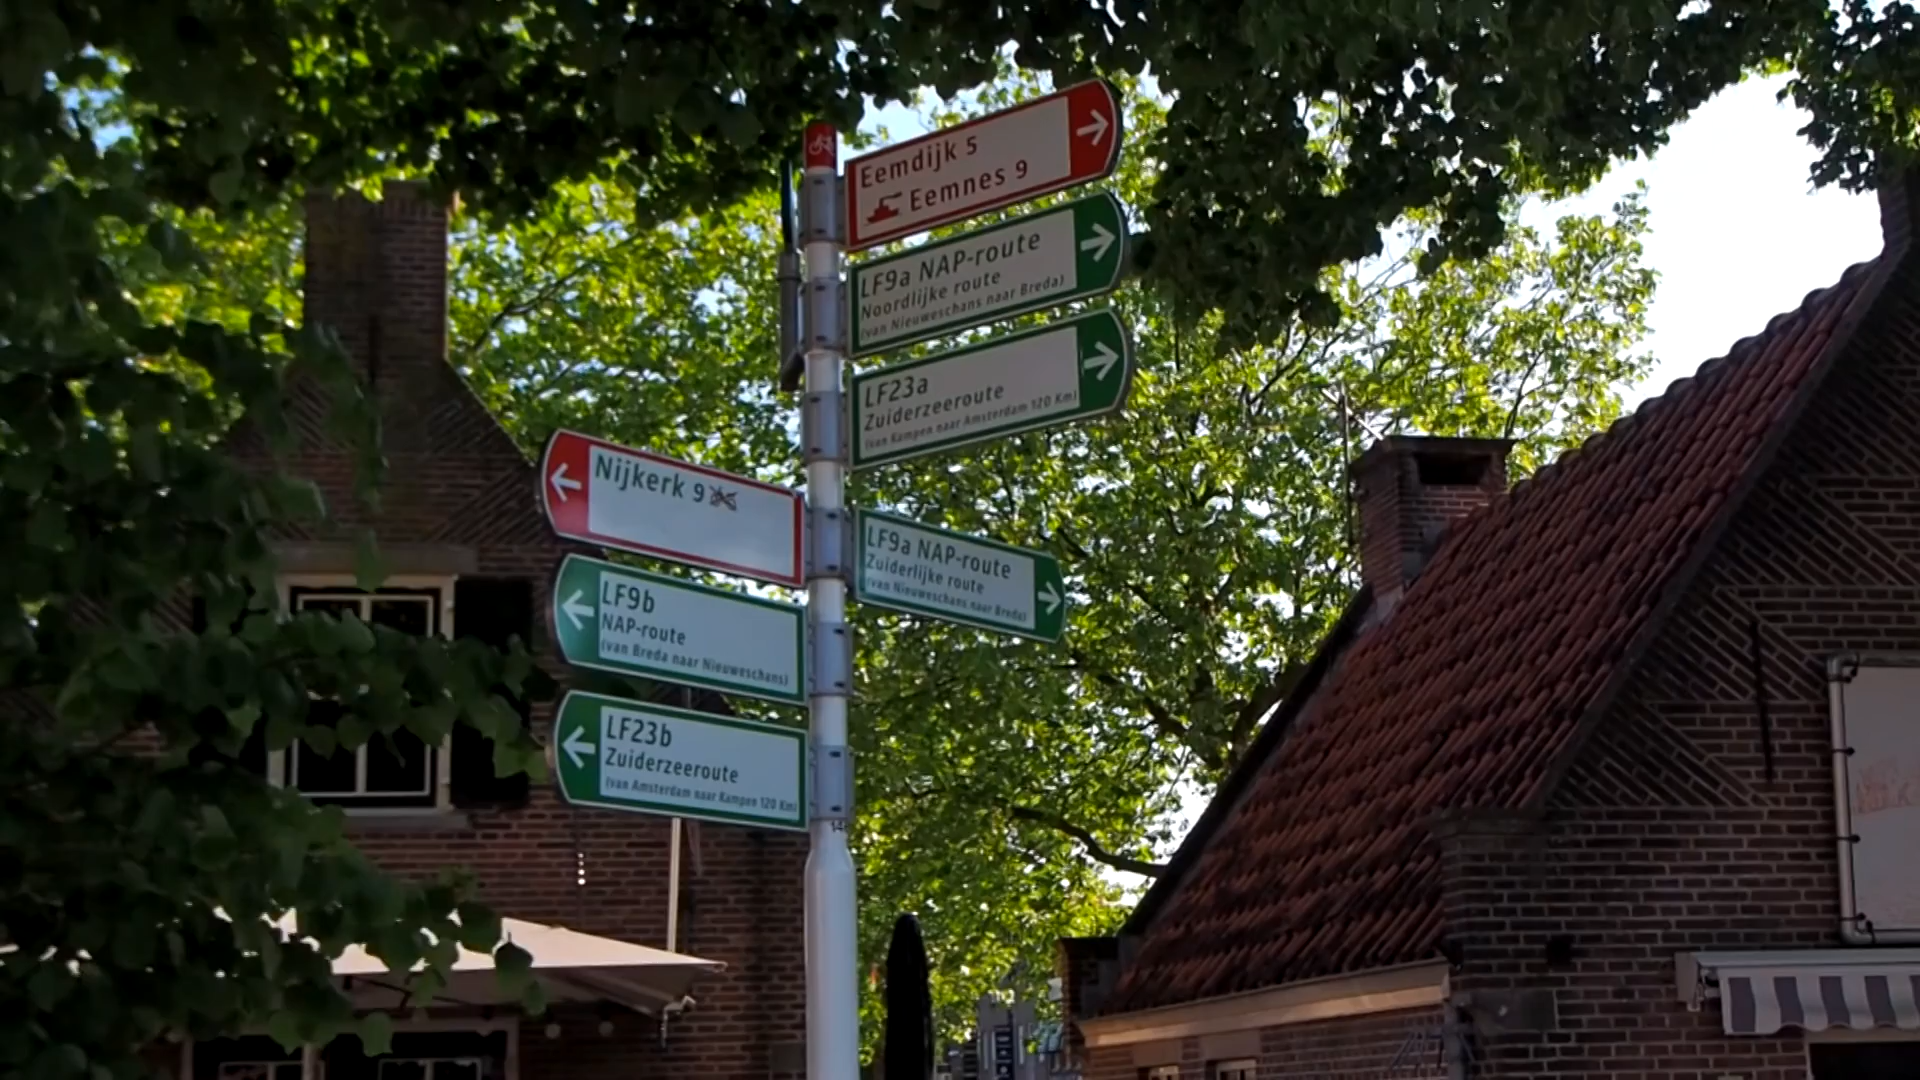 Eemdijk 5
Eemnes 9
LF9a NAP-route
Noordlijke route
(van Nieuweschans naar Breda)
LF23a
Zuiderzeeroute
(van Kampen naar Amsterdam 120 Km)
Nijkerk 9
LF9b
NAP-route
(van Breda naar Nieuweschans)
LF23b
Zuiderzeeroute
(van Amsterdam naar Kampen 120 Km)
LF9a NAP-route
Zuiderlijke route
(van Nieuweschans naar Breda)